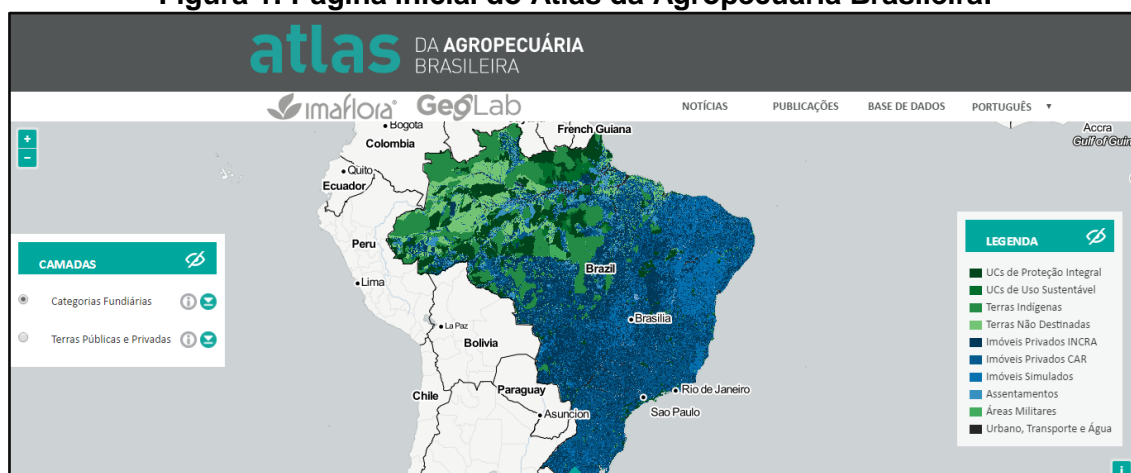 Figura 1. Página Inicial do Atlas da Agropecuária Brasileira.
atlas DA AGROPECUÁRIA
BRASILEIRA
imaflora® GeoLab
NOTÍCIAS PUBLICAÇÕES BASE DE DADOS PORTUGUÊS ▼
+
−
Bogota
Colombia
French Guiana
Accra
Quito
Ecuador
Peru
Lima
Brazil
Brasilia
La Paz
Bolivia
Paraguay
Chile
Asuncion
Rio de Janeiro
Sao Paulo
CAMADAS
Categorias Fundiárias
Terras Públicas e Privadas
LEGENDA
UCs de Proteção Integral
UCs de Uso Sustentável
Terras Indígenas
Terras Não Destinadas
Imóveis Privados INCRA
Imóveis Privados CAR
Imóveis Simulados
Assentamentos
Áreas Militares
Urbano, Transporte e Água
i